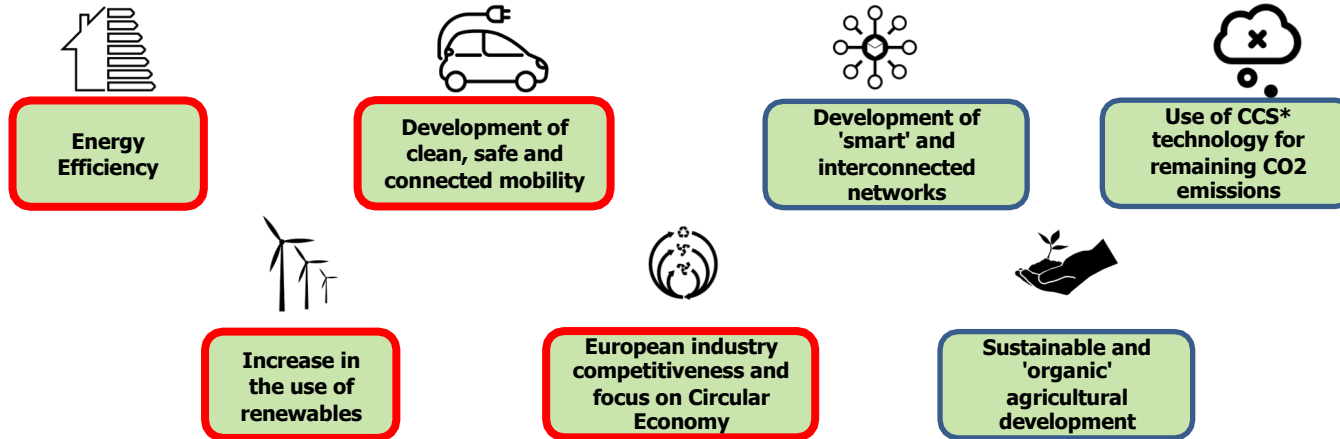 Energy
Efficiency
Development of
clean, safe and
connected mobility
Development of
'smart' and
interconnected
networks
Use of CCS*
technology for
remaining CO2
emissions
Increase in
the use of
renewables
European industry
competitiveness and
focus on Circular
Economy
Sustainable and
'organic'
agricultural
development